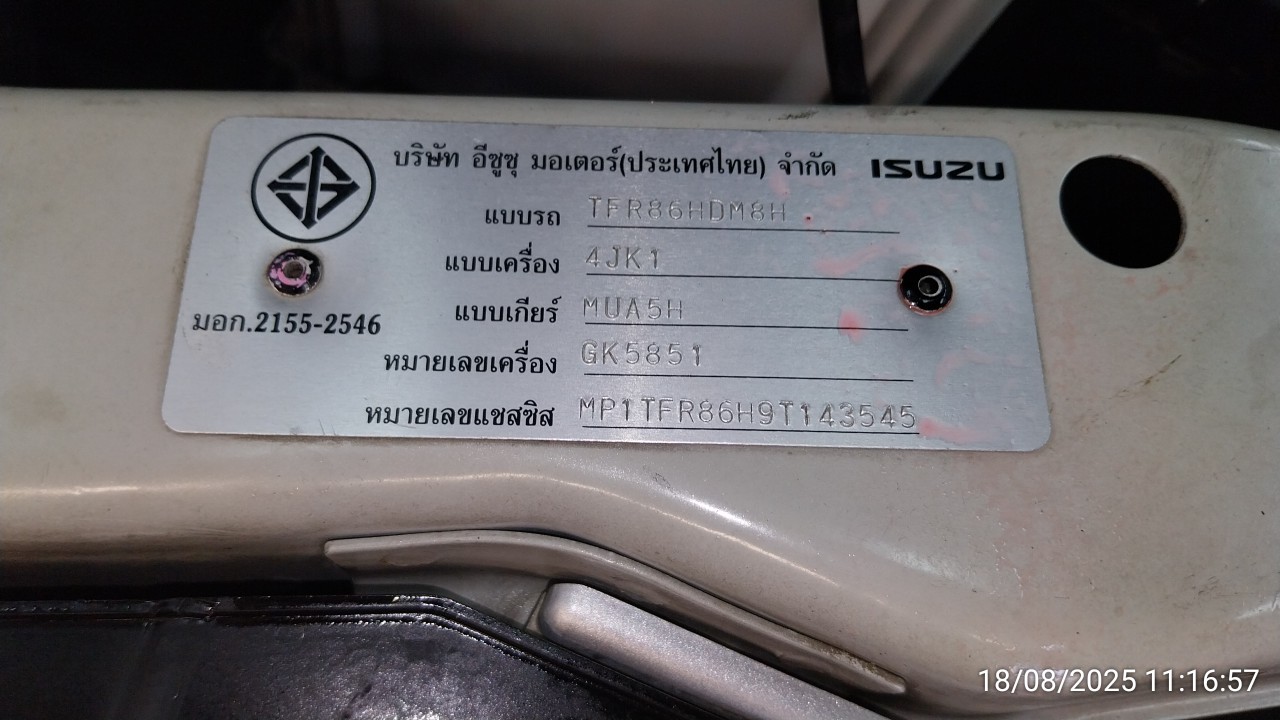 บริษัท อีซูซุ มอเตอร์(ประเทศไทย) จำกัด ISUZU
แบบรถ TFR86HDM8H
แบบเครื่อง 4JK1
แบบเกียร์ MUA5H
มอก.2155-2546
หมายเลขเครื่อง GK5851
หมายเลขแชสซิส MP1TFR86H9T143545
18/08/2025 11:16:57